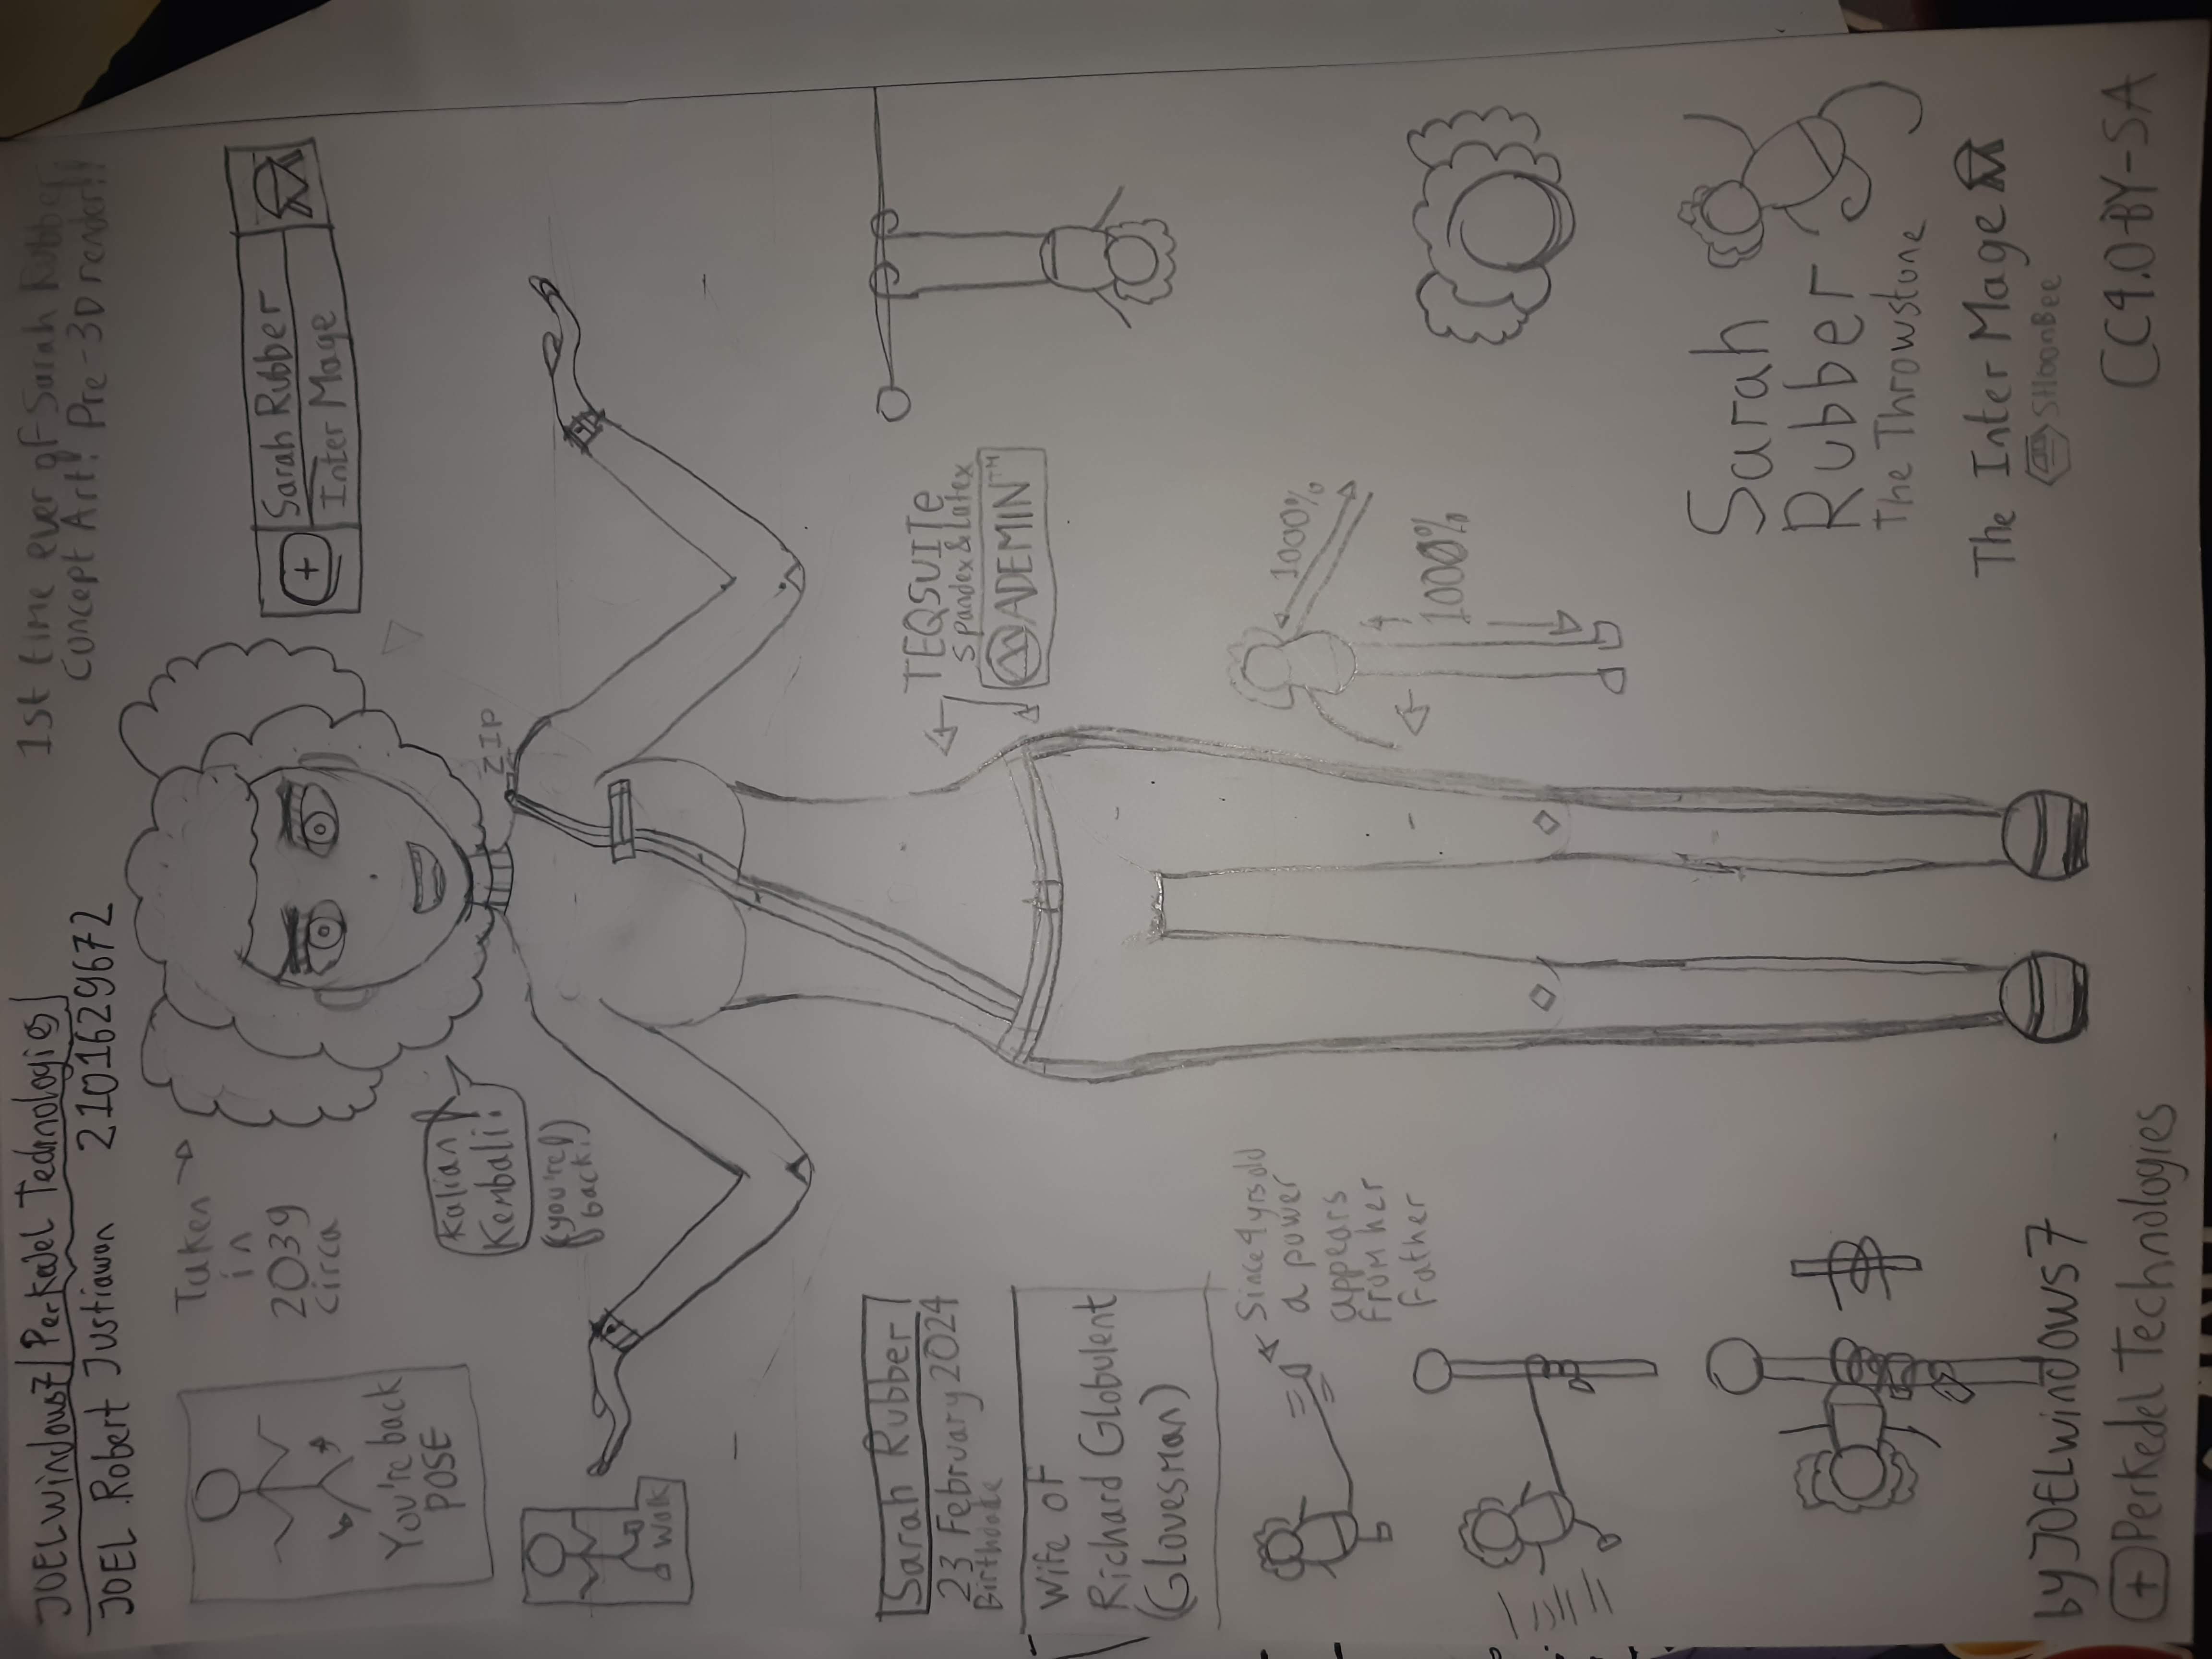 JOELwindows7 Perkedel Technologies
JOEL Robert Justiawan 2101629672
1st time ever of Sarah Rubber
Concept Art! Pre-3D render!!
You're back
POSE
Taken
in
2039
circa
Sarah Rubber
Inter Mage
Kalian
Kembali!
(you're
back!)
ZIP
Walk
Sarah Rubber
23 February 2024
Birthdate
Wife of
Richard Globulent
(Glovesman)
TEQSUITe
Spandex & Latex
ADEMIN™
Since 4 yrs old
a power
appears
from her
Father
1000%
1000%
Sarah
Rubber
the Throwstone
The Inter Mage
SHoonBee
by JOELwindows7
+ Perkedel Technologies
CC4.0-BY-SA